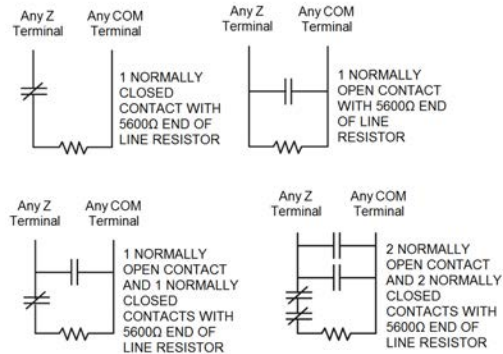 Any Z Any COM
Terminal Terminal
1 NORMALLY
CLOSED
CONTACT WITH
5600Ω END OF
LINE RESISTOR
Any Z Any COM
Terminal Terminal
1 NORMALLY
OPEN CONTACT
WITH 5600Ω END
OF LINE
RESISTOR
Any Z Any COM
Terminal Terminal
1 NORMALLY
OPEN CONTACT
AND 1 NORMALLY
CLOSED
CONTACTS WITH
5600Ω END OF
LINE RESISTOR
Any Z Any COM
Terminal Terminal
2 NORMALLY
OPEN CONTACT
AND 2 NORMALLY
CLOSED
CONTACTS WITH
5600Ω END OF
LINE RESISTOR